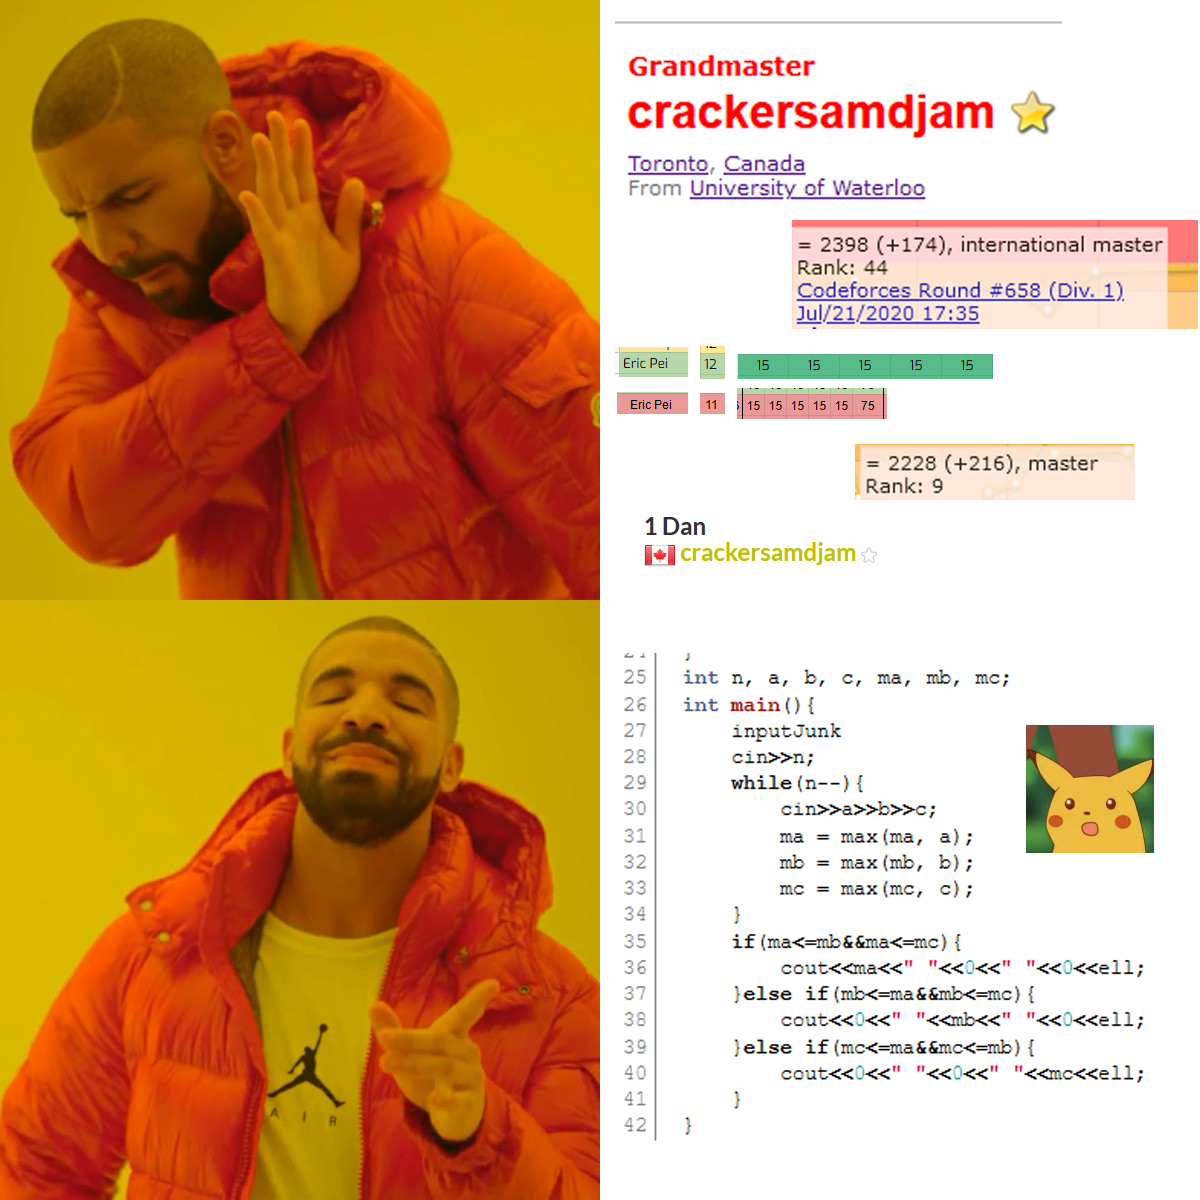 Grandmaster
crackersamdjam
Toronto, Canada
From University of Waterloo
= 2398 (+174), international master
Rank: 44
Codeforces Round #658 (Div. 1)
Jul/21/2020 17:35
Eric Pei 12 15 15 15 15 15
Eric Pei 11 15 15 15 15 15 75
= 2228 (+216), master
Rank: 9
1 Dan
crackersamdjam
25 int n, a, b, c, ma, mb, mc;
26 int main(){
27 inputJunk
28 cin>>n;
29 while(n--){
30 cin>>a>>b>>c;
31 ma = max(ma, a);
32 mb = max(mb, b);
33 mc = max(mc, c);
34 }
35 if(ma<=mb&&ma<=mc){
36 cout<<ma<<" "<<0<<" "<<0<<ell;
37 }else if(mb<=ma&&mb<=mc){
38 cout<<0<<" "<<mb<<" "<<0<<ell;
39 }else if(mc<=ma&&mc<=mb){
40 cout<<0<<" "<<0<<" "<<mc<<ell;
41 }
42 }
AIR